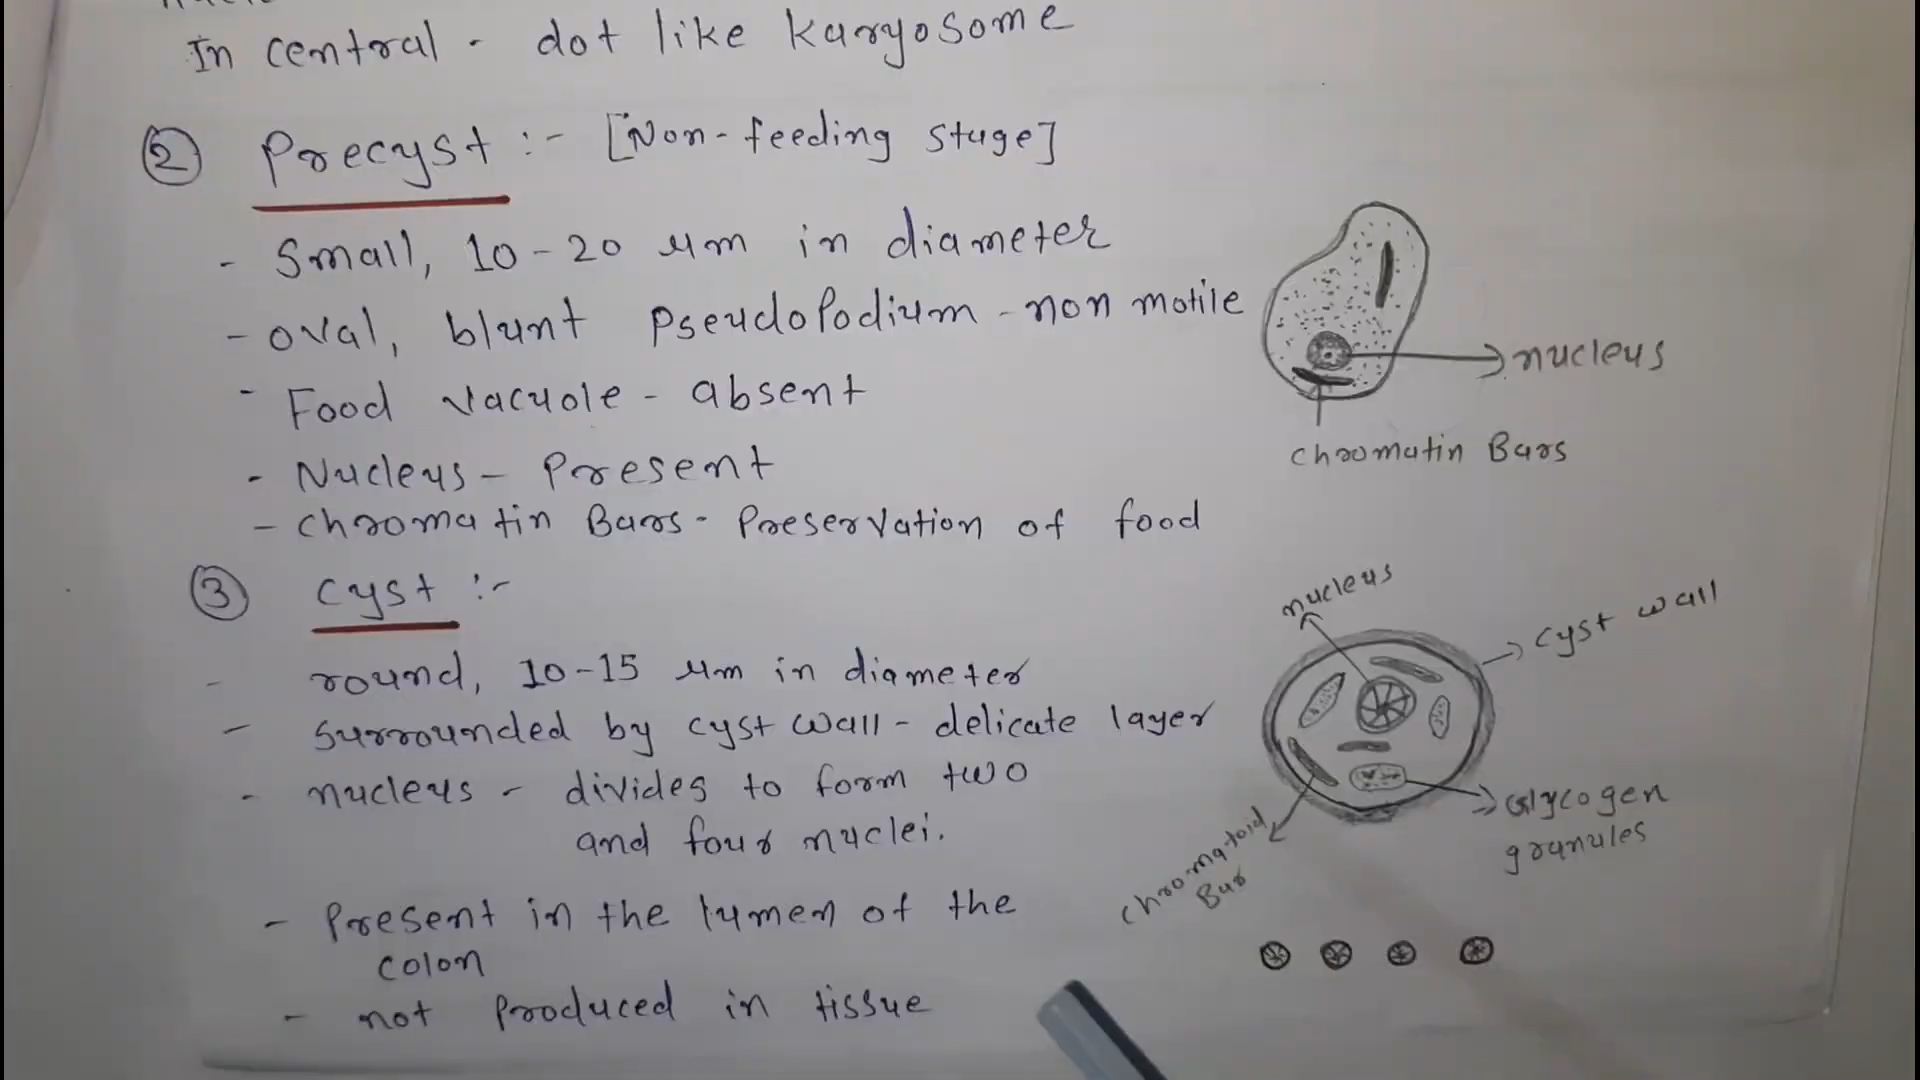 In central - dot like karyosome
② Precyst :- [Non-feeding stage]
- Small, 10-20 μm in diameter
- oval, blunt Pseudopodium - non motile
- Food vacuole - absent
- Nucleus - Present
- chromatin Bars - Preservation of food
nucleus
chromatin Bars
③ cyst :-
- round, 10-15 μm in diameter
- surrounded by cyst wall - delicate layer
- nucleus - divides to form two
and four nuclei.
- Present in the lumen of the
colon
- not Produced in tissue
nucleus
cyst wall
Glycogen
granules
chromatoid
Bar